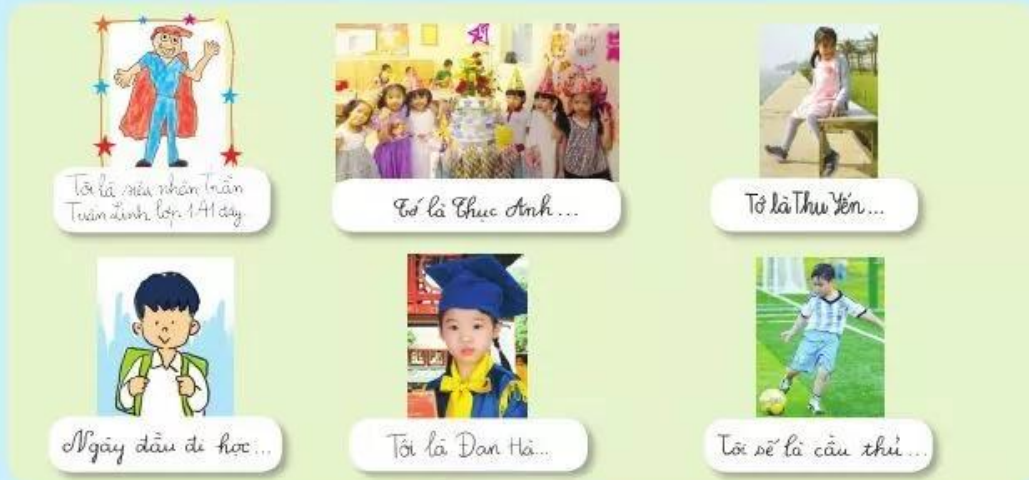 Tôi là siêu nhân Trần
Tuấn Linh lớp 1A1 đây.
Tớ là Thục Anh...
Tớ là Thu Yến...
Ngày đầu đi học...
Tôi là Đan Hà...
Tôi sẽ là cầu thủ...